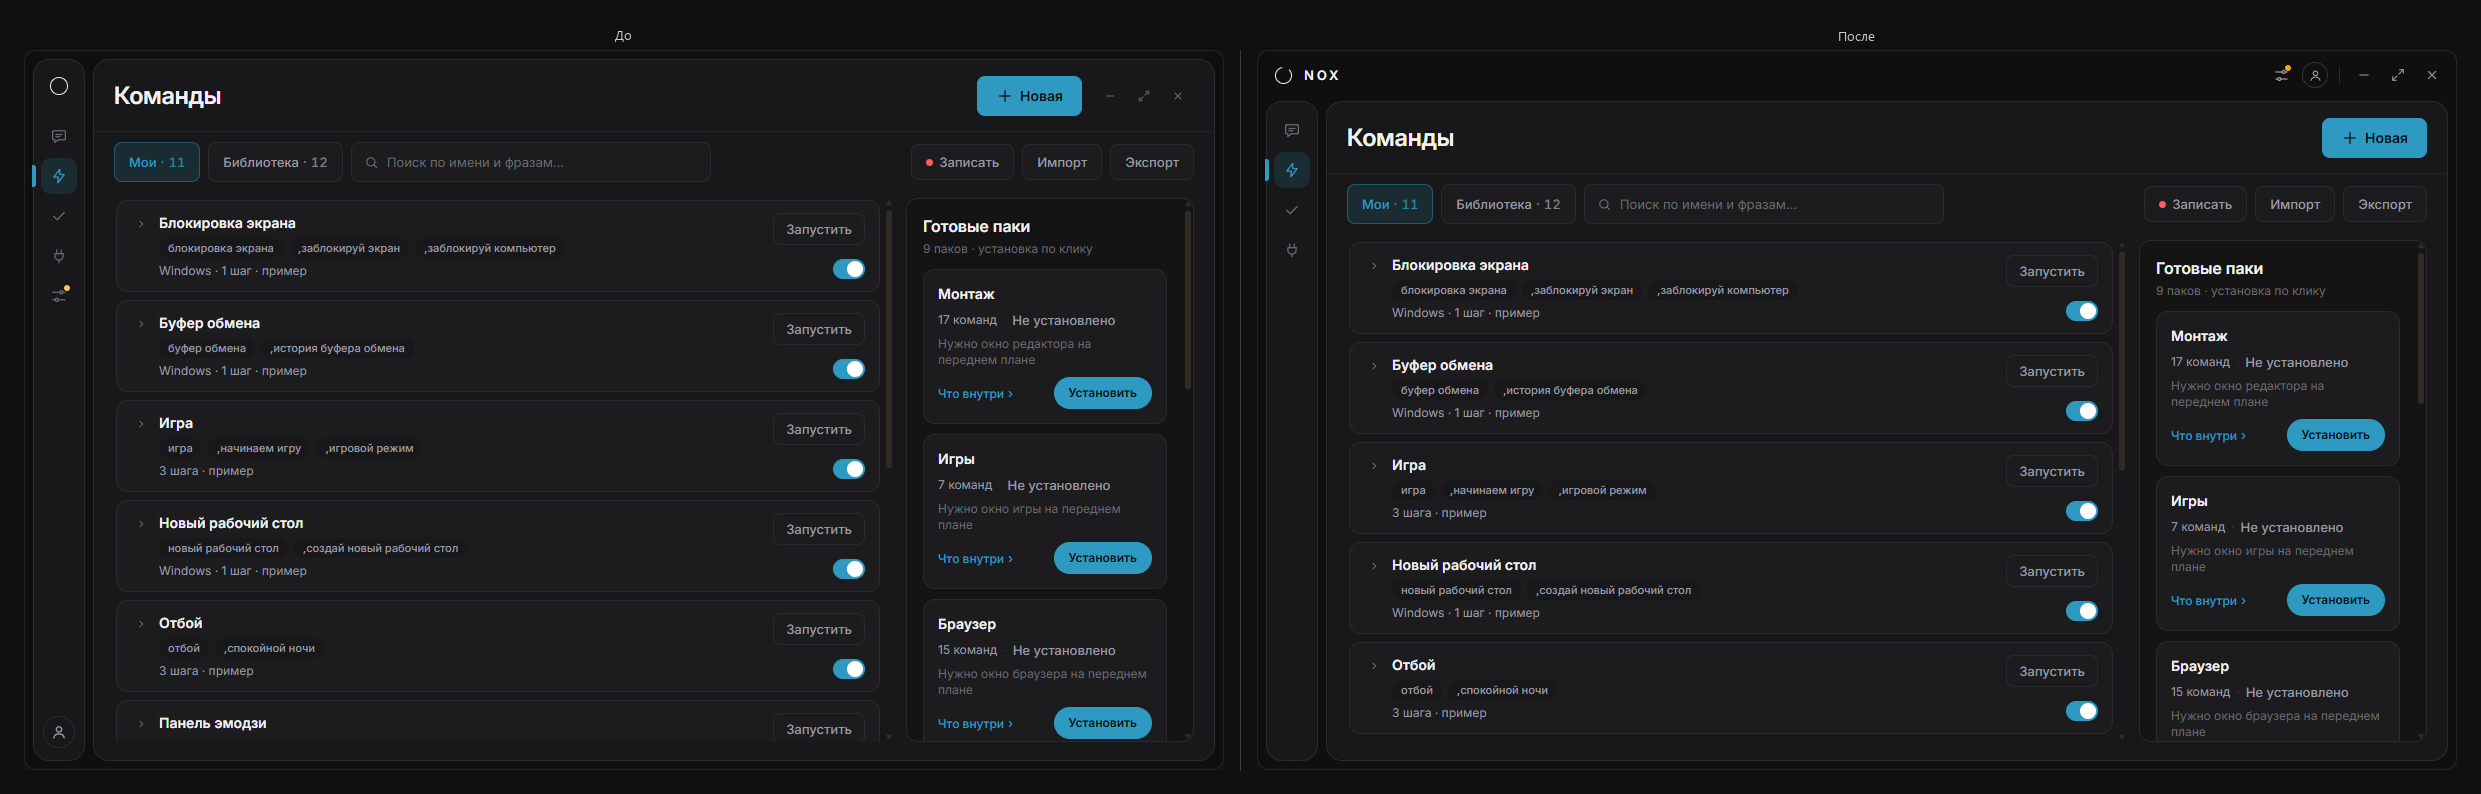 До
Команды
Новая
Мои · 11
Библиотека · 12
Поиск по имени и фразам...
Записать
Импорт
Экспорт
Блокировка экрана
блокировка экрана ,заблокируй экран ,заблокируй компьютер
Windows · 1 шаг · пример
Запустить
Буфер обмена
буфер обмена ,история буфера обмена
Windows · 1 шаг · пример
Запустить
Игра
игра ,начинаем игру ,игровой режим
3 шага · пример
Запустить
Новый рабочий стол
новый рабочий стол ,создай новый рабочий стол
Windows · 1 шаг · пример
Запустить
Отбой
отбой ,спокойной ночи
3 шага · пример
Запустить
Панель эмодзи
Запустить
Готовые паки
9 паков · установка по клику
Монтаж
17 команд · Не установлено
Нужно окно редактора на
переднем плане
Что внутри ›
Установить
Игры
7 команд · Не установлено
Нужно окно игры на переднем
плане
Что внутри ›
Установить
Браузер
15 команд · Не установлено
Нужно окно браузера на переднем
плане
Что внутри ›
Установить
После
NOX
Команды
Новая
Мои · 11
Библиотека · 12
Поиск по имени и фразам...
Записать
Импорт
Экспорт
Блокировка экрана
блокировка экрана ,заблокируй экран ,заблокируй компьютер
Windows · 1 шаг · пример
Запустить
Буфер обмена
буфер обмена ,история буфера обмена
Windows · 1 шаг · пример
Запустить
Игра
игра ,начинаем игру ,игровой режим
3 шага · пример
Запустить
Новый рабочий стол
новый рабочий стол ,создай новый рабочий стол
Windows · 1 шаг · пример
Запустить
Отбой
отбой ,спокойной ночи
3 шага · пример
Запустить
Готовые паки
9 паков · установка по клику
Монтаж
17 команд · Не установлено
Нужно окно редактора на
переднем плане
Что внутри ›
Установить
Игры
7 команд · Не установлено
Нужно окно игры на переднем
плане
Что внутри ›
Установить
Браузер
15 команд · Не установлено
Нужно окно браузера на переднем
плане